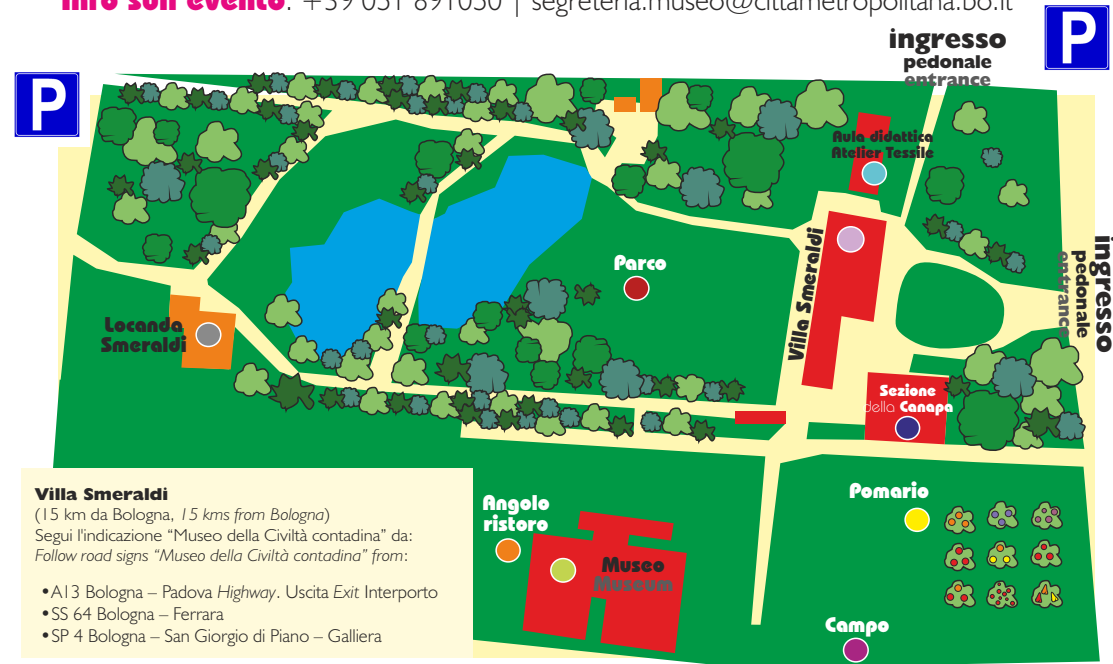 Info sull'evento: +39 051 891050 | segreteria.museo@cittametropolitana.bo.it
P
ingresso
pedonale
entrance
P
Aula didattica
Atelier Tessile
Villa Smeraldi
Parco
ingresso
pedonale
entrance
Locanda
Smeraldi
Sezione
della Canapa
Villa Smeraldi
(15 km da Bologna, 15 kms from Bologna)
Segui l'indicazione “Museo della Civiltà contadina” da:
Follow road signs “Museo della Civiltà contadina” from:
•A13 Bologna – Padova Highway. Uscita Exit Interporto
•SS 64 Bologna – Ferrara
•SP 4 Bologna – San Giorgio di Piano – Galliera
Angolo
ristoro
Museo
Museum
Pomario
Campo